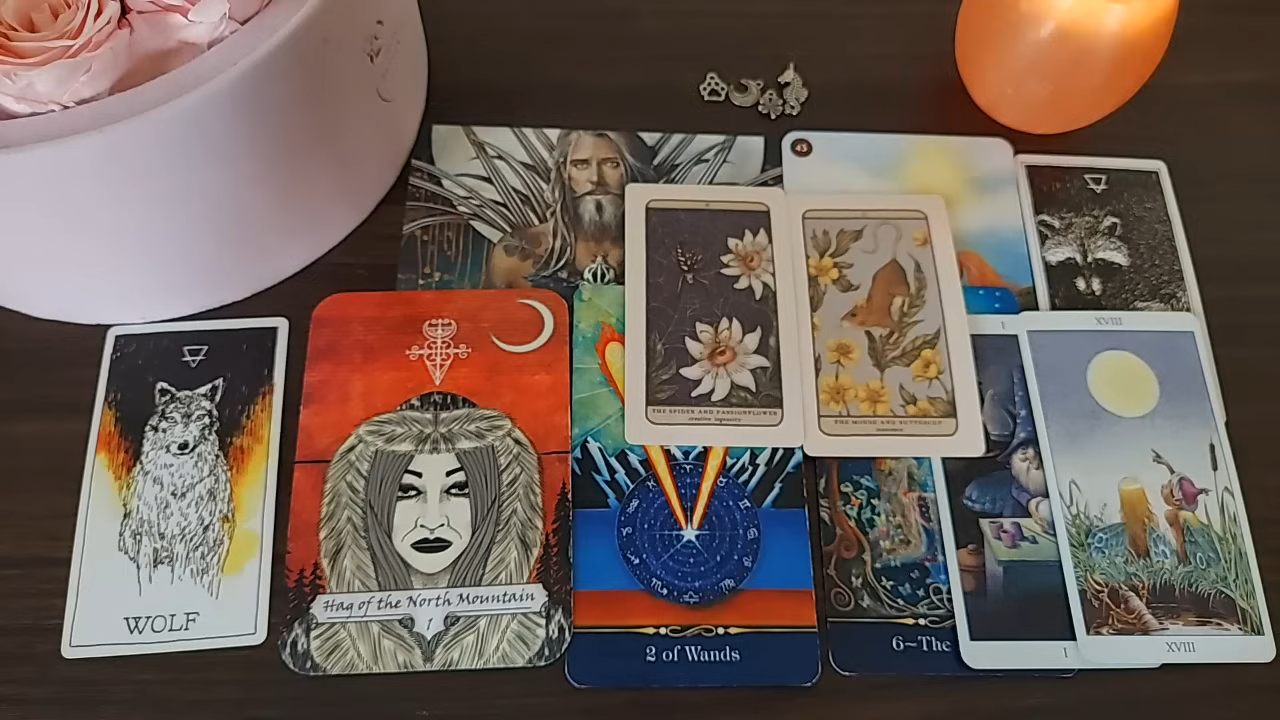 43
XVIII
I
THE SPIDER AND PASSIONFLOWER
creative ingenuity
THE MOUSE AND BUTTERCUP
WOLF
Hag of the North Mountain
1
2 of Wands
6~The
I
XVIII